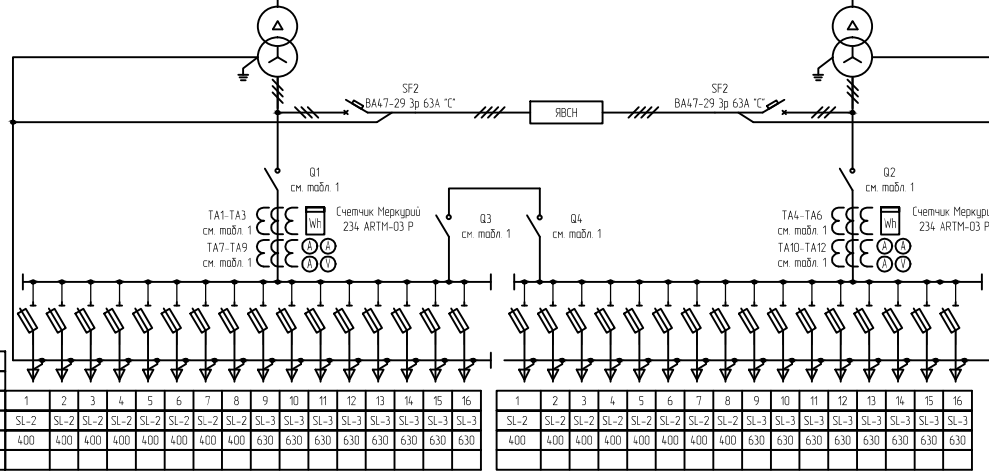 SF2
ВА47-29 3р 63А "С"
ЯВСН
SF2
ВА47-29 3р 63А "С"
Q1
см. табл. 1
Q2
см. табл. 1
ТА1-ТА3
см. табл. 1
Wh
Счетчик Меркурий
234 ARTM-03 P
ТА7-ТА9
см. табл. 1
А А
А V
Q3
см. табл. 1
Q4
см. табл. 1
ТА4-ТА6
см. табл. 1
Wh
Счетчик Меркури
234 ARTM-03 P
ТА10-ТА12
см. табл. 1
А А
А V
1 2 3 4 5 6 7 8 9 10 11 12 13 14 15 16
SL-2 SL-2 SL-2 SL-2 SL-2 SL-2 SL-2 SL-2 SL-3 SL-3 SL-3 SL-3 SL-3 SL-3 SL-3 SL-3
400 400 400 400 400 400 400 400 630 630 630 630 630 630 630 630
1 2 3 4 5 6 7 8 9 10 11 12 13 14 15 16
SL-2 SL-2 SL-2 SL-2 SL-2 SL-2 SL-2 SL-2 SL-3 SL-3 SL-3 SL-3 SL-3 SL-3 SL-3 SL-3
400 400 400 400 400 400 400 400 630 630 630 630 630 630 630 630